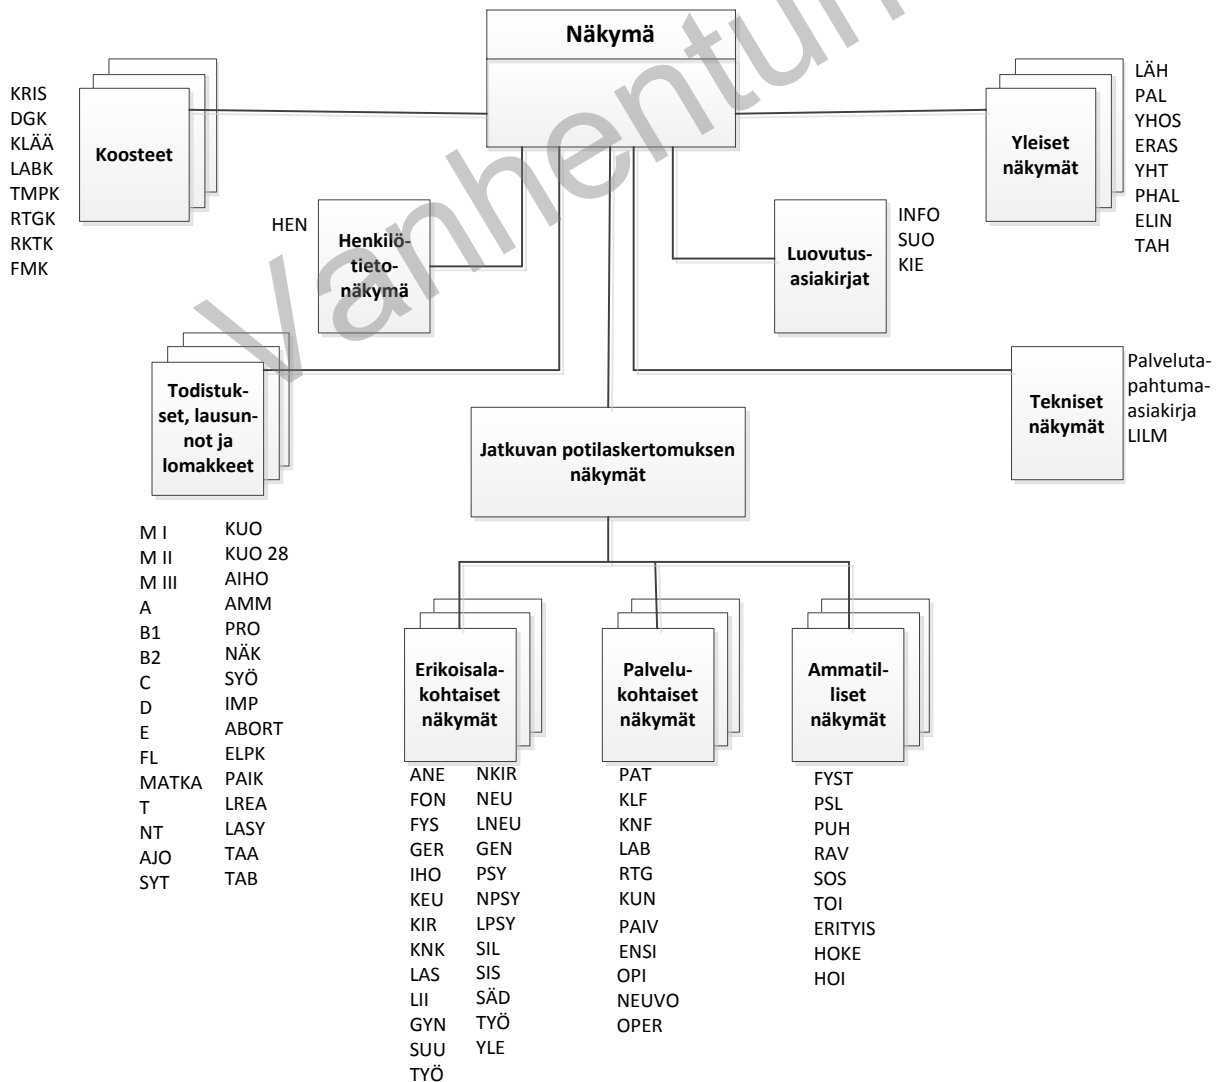 Näkymä
Vanhentun
KRIS
DGK
KLÄÄ
LABK
TMPK
RTGK
RKTK
FMK
Koosteet
HEN
Henkilö-
tieto-
näkymä
Luovutus-
asiakirjat
INFO
SUO
KIE
Yleiset
näkymät
LÄH
PAL
YHOS
ERAS
YHT
PHAL
ELIN
TAH
Todistuk-
set, lausun-
not ja
lomakkeet
Jatkuvan potilaskertomuksen
näkymät
Tekniset
näkymät
Palveluta-
pahtuma-
asiakirja
LILM
M I
M II
M III
A
B1
B2
C
D
E
FL
MATKA
T
NT
AJO
SYT
KUO
KUO 28
AIHO
AMM
PRO
NÄK
SYÖ
IMP
ABORT
ELPK
PAIK
LREA
LASY
TAA
TAB
Erikoisala-
kohtaiset
näkymät
ANE
FON
FYS
GER
IHO
KEU
KIR
KNK
LAS
LII
GYN
SUU
TYÖ
NKIR
NEU
LNEU
GEN
PSY
NPSY
LPSY
SIL
SIS
SÄD
TYÖ
YLE
Palvelu-
kohtaiset
näkymät
PAT
KLF
KNF
LAB
RTG
KUN
PAIV
ENSI
OPI
NEUVO
OPER
Ammatil-
liset
näkymät
FYST
PSL
PUH
RAV
SOS
TOI
ERITYIS
HOKE
HOI